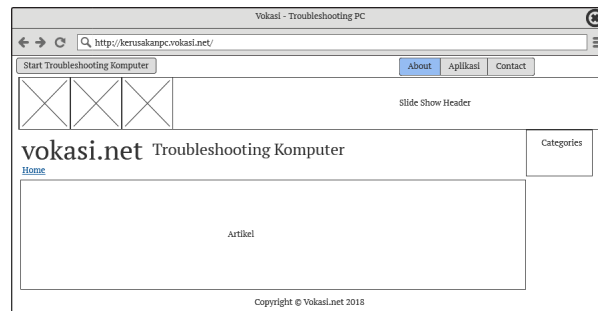 Vokasi - Troubleshooting PC
http://kerusakanpc.vokasi.net/
Start Troubleshooting Komputer
About Aplikasi Contact
Slide Show Header
vokasi.net Troubleshooting Komputer
Categories
Home
Artikel
Copyright © Vokasi.net 2018